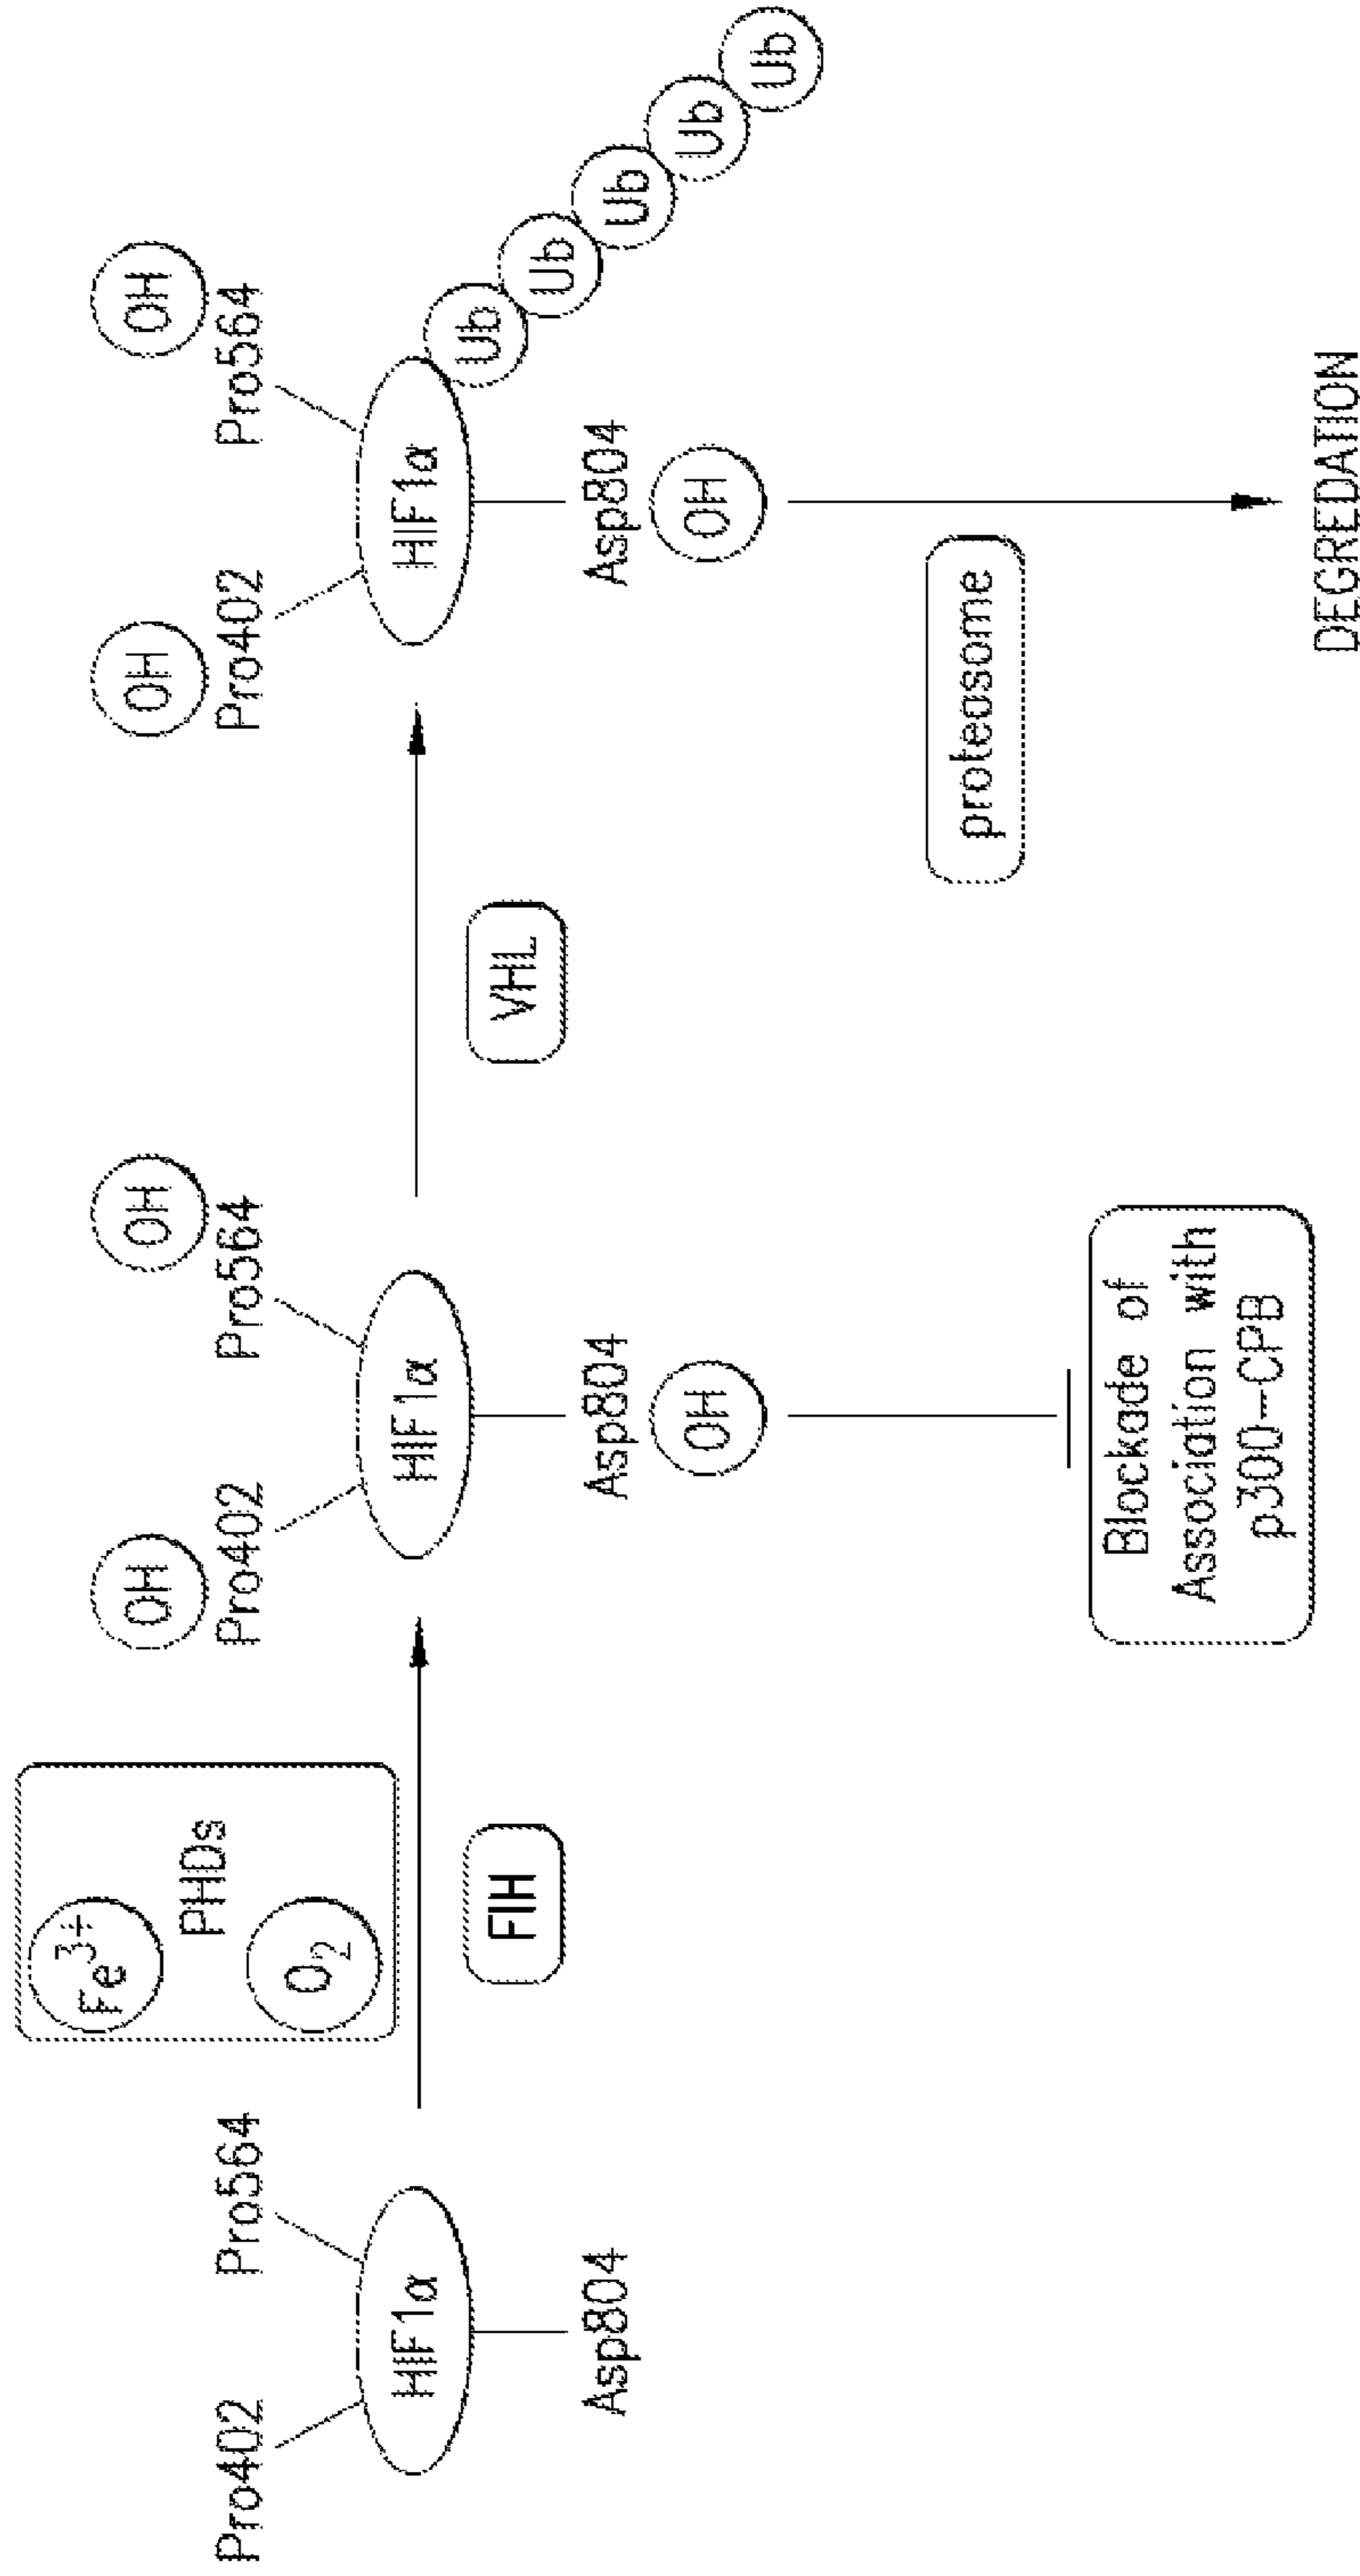 Pro402
Pro564
HIF1α
Asp804
Fe3+
PHDs
O2
FIH
OH
OH
Pro402
Pro564
HIF1α
Asp804
OH
Blockade of
Association with
p300-CPB
VHL
OH
OH
Pro402
Pro564
HIF1α
Ub
Ub
Ub
Ub
Ub
Asp804
OH
proteosome
DEGREDATION